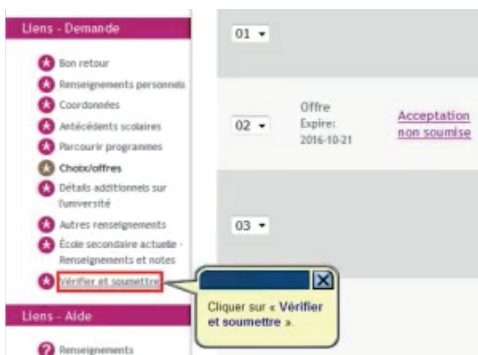 Liens - Demande
Bon retour
Renseignements personnels
Coordonnées
Antécédents scolaires
Parcourir programmes
Choix/offres
Détails additionnels sur
l'université
Autres renseignements
École secondaire actuelle -
Renseignements et notes
Vérifier et soumettre
Liens - Aide
Renseignements
01
02
Offre
Expire:
2016-10-21
Acceptation
non soumise
03
Cliquer sur « Vérifier
et soumettre ».